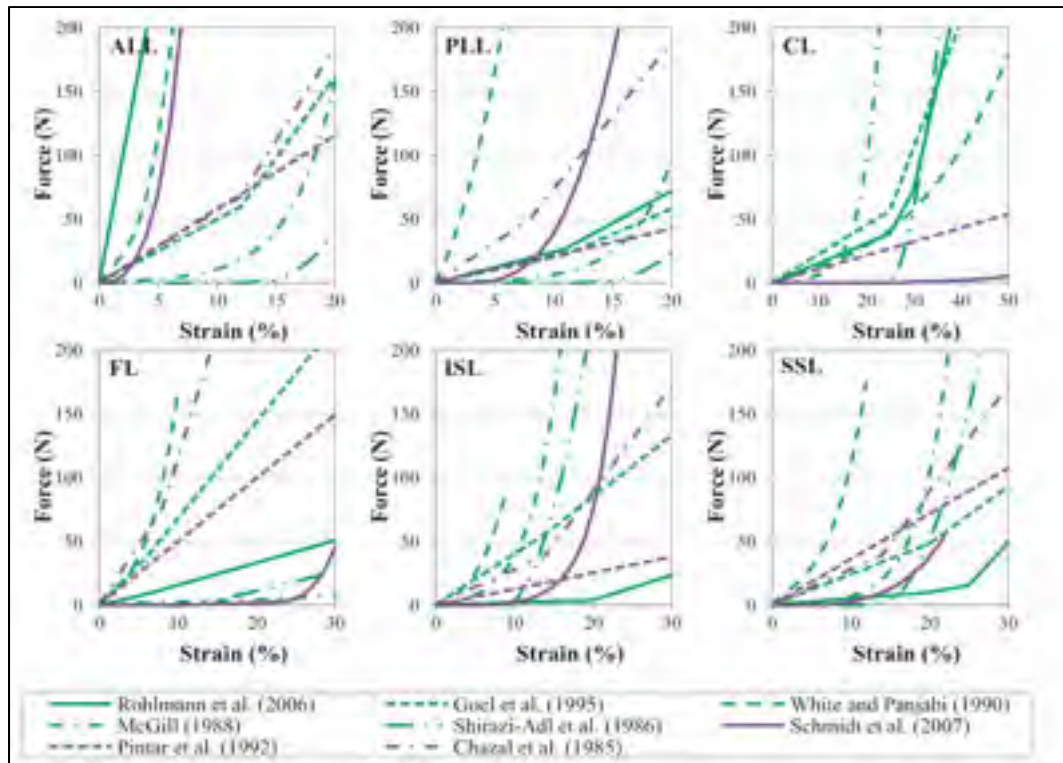 ALL
PLL
CL
200 200 200
150 150 150
100 100 100
50 50 50
0 0 0
Force (N) Force (N) Force (N)
0 5 10 15 20 0 5 10 15 20 0 10 20 30 40 50
Strain (%) Strain (%) Strain (%)
FL
ISL
SSL
200 200 200
150 150 150
100 100 100
50 50 50
0 0 0
Force (N) Force (N) Force (N)
0 10 20 30 0 10 20 30 0 10 20 30
Strain (%) Strain (%) Strain (%)
Rohlmann et al. (2006) Goel et al. (1995) White and Panjabi (1990)
McGill (1988) Shirazi-Adl et al. (1986) Schmidt et al. (2007)
Pintar et al. (1992) Chazal et al. (1985)